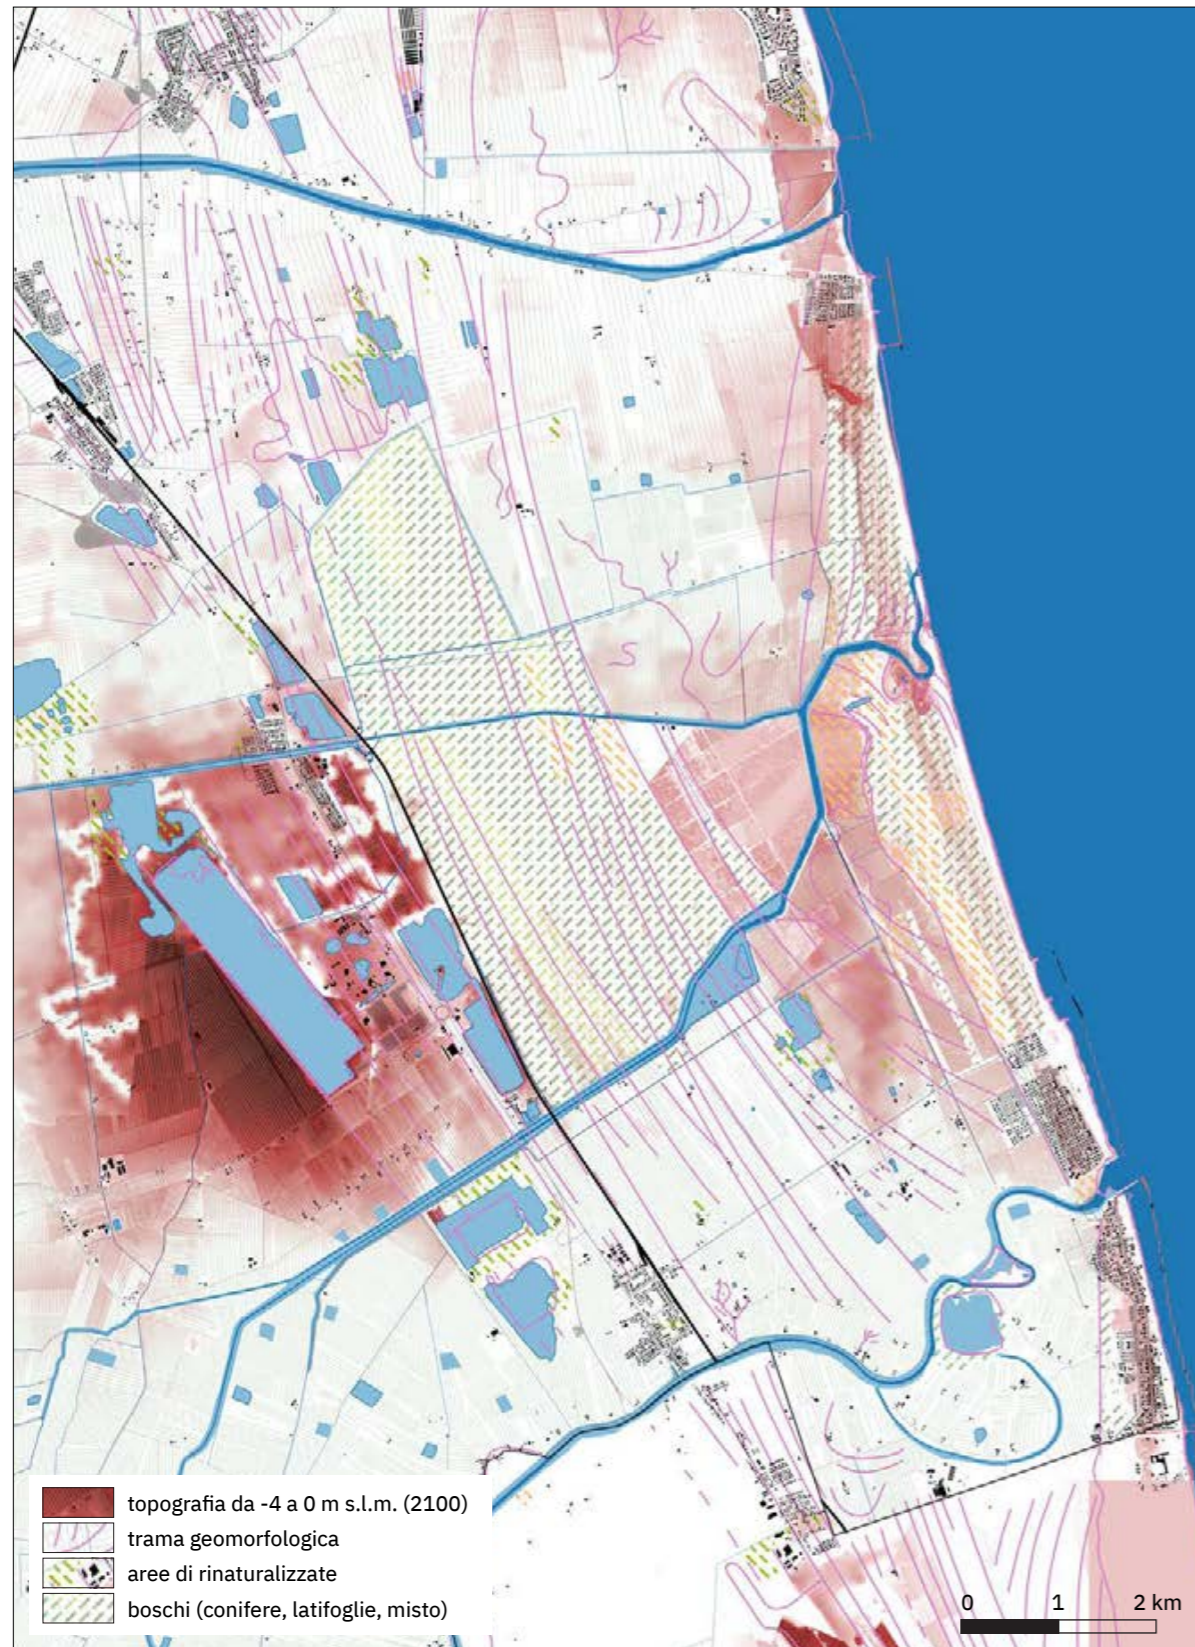 topografia da -4 a 0 m s.l.m. (2100)
trama geomorfologica
aree di rinaturalizzate
boschi (conifere, latifoglie, misto)
0 1 2 km